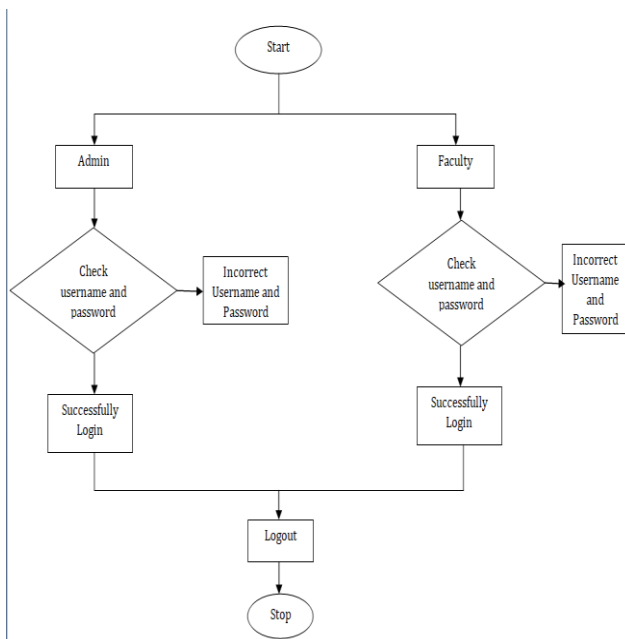 Start
Admin
Faculty
Check
username and
password
Incorrect
Username and
Password
Check
username and
password
Incorrect
Username
and
Password
Successfully
Login
Successfully
Login
Logout
Stop